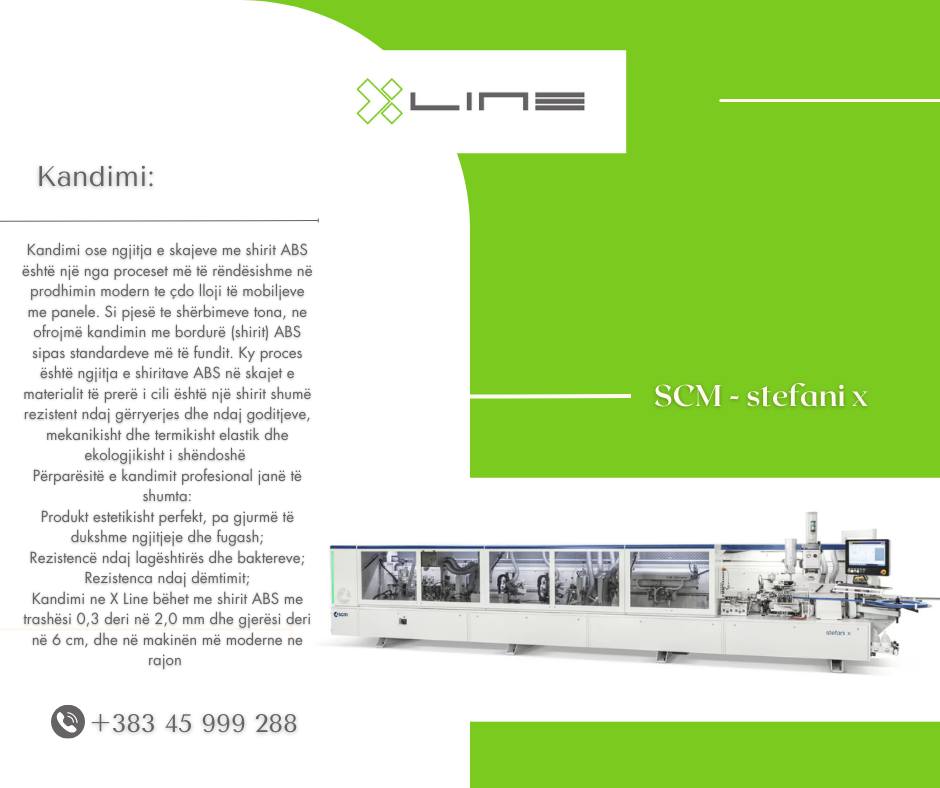 X LINE
Kandimi:
Kandimi ose ngjitja e skajeve me shirit ABS
është një nga proceset më të rëndësishme në
prodhimin modern te çdo lloji të mobiljeve
me panele. Si pjesë te shërbimeve tona, ne
ofrojmë kandimin me bordurë (shirit) ABS
sipas standardeve më të fundit. Ky proces
është ngjitja e shiritave ABS në skajet e
materialit të prerë i cili është një shirit shumë
rezistent ndaj gërryerjes dhe ndaj goditjeve,
mekanikisht dhe termikisht elastik dhe
ekologjikisht i shëndoshë
Përparësitë e kandimit profesional janë të
shumta:
Produkt estetikisht perfekt, pa gjurmë të
dukshme ngjitjeje dhe fugash;
Rezistencë ndaj lagështirës dhe baktereve;
Rezistenca ndaj dëmtimit;
Kandimi ne X Line bëhet me shirit ABS me
trashësi 0,3 deri në 2,0 mm dhe gjerësi deri
në 6 cm, dhe në makinën më moderne ne
rajon
+383 45 999 288
SCM - stefani x
scm
stefani x